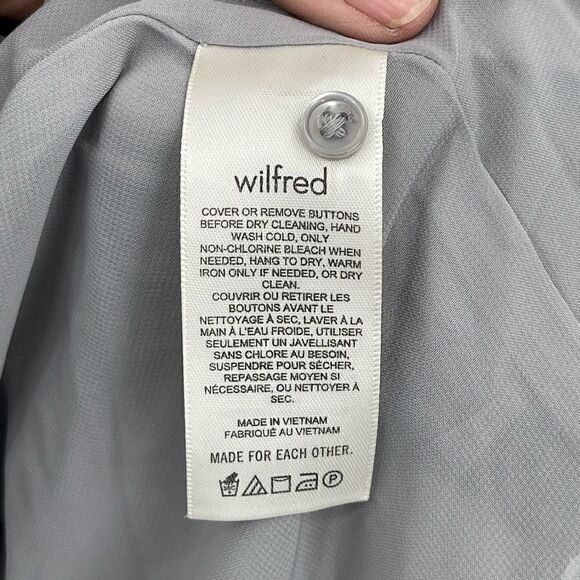 wilfred
COVER OR REMOVE BUTTONS
BEFORE DRY CLEANING, HAND
WASH COLD, ONLY
NON-CHLORINE BLEACH WHEN
NEEDED, HANG TO DRY, WARM
IRON ONLY IF NEEDED, OR DRY
CLEAN.
COUVRIR OU RETIRER LES
BOUTONS AVANT LE
NETTOYAGE À SEC, LAVER À LA
MAIN À L'EAU FROIDE, UTILISER
SEULEMENT UN JAVELLISANT
SANS CHLORE AU BESOIN,
SUSPENDRE POUR SÉCHER,
REPASSAGE MOYEN SI
NÉCESSAIRE, OU NETTOYER À
SEC.
MADE IN VIETNAM
FABRIQUÉ AU VIETNAM
MADE FOR EACH OTHER.
30C P